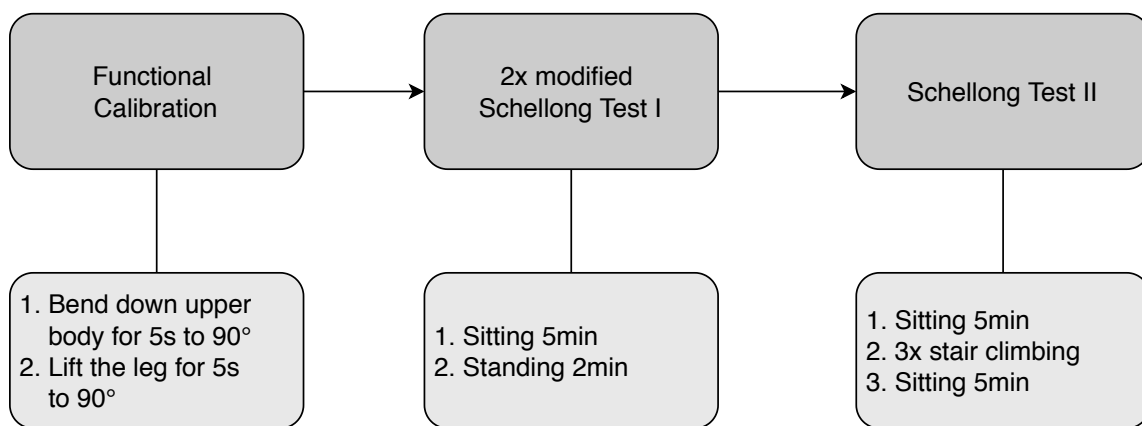 Functional
Calibration
2x modified
Schellong Test I
Schellong Test II
1. Bend down upper
body for 5s to 90°
2. Lift the leg for 5s
to 90°
1. Sitting 5min
2. Standing 2min
1. Sitting 5min
2. 3x stair climbing
3. Sitting 5min